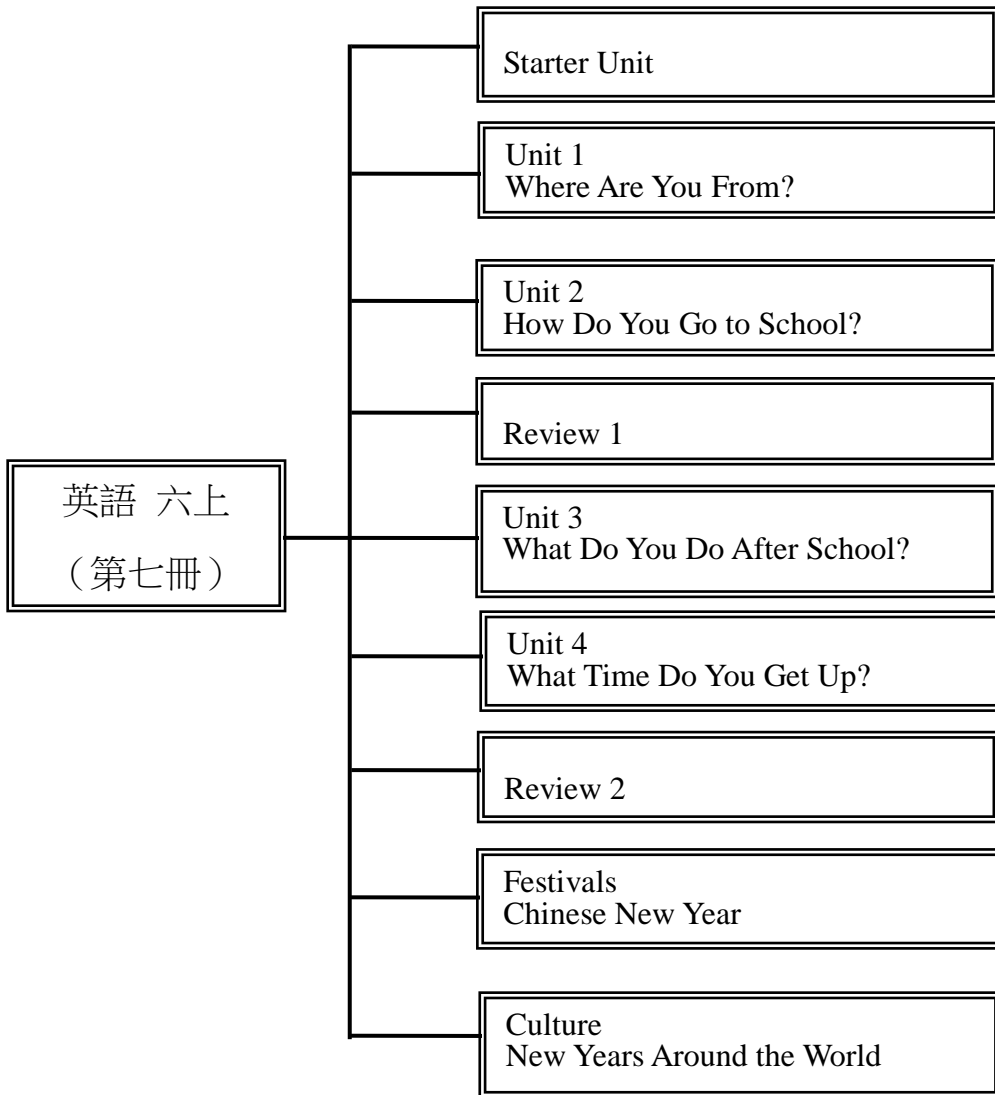 Starter Unit
Unit 1
Where Are You From?
Unit 2
How Do You Go to School?
Review 1
英語 六上
（第七冊）
Unit 3
What Do You Do After School?
Unit 4
What Time Do You Get Up?
Review 2
Festivals
Chinese New Year
Culture
New Years Around the World